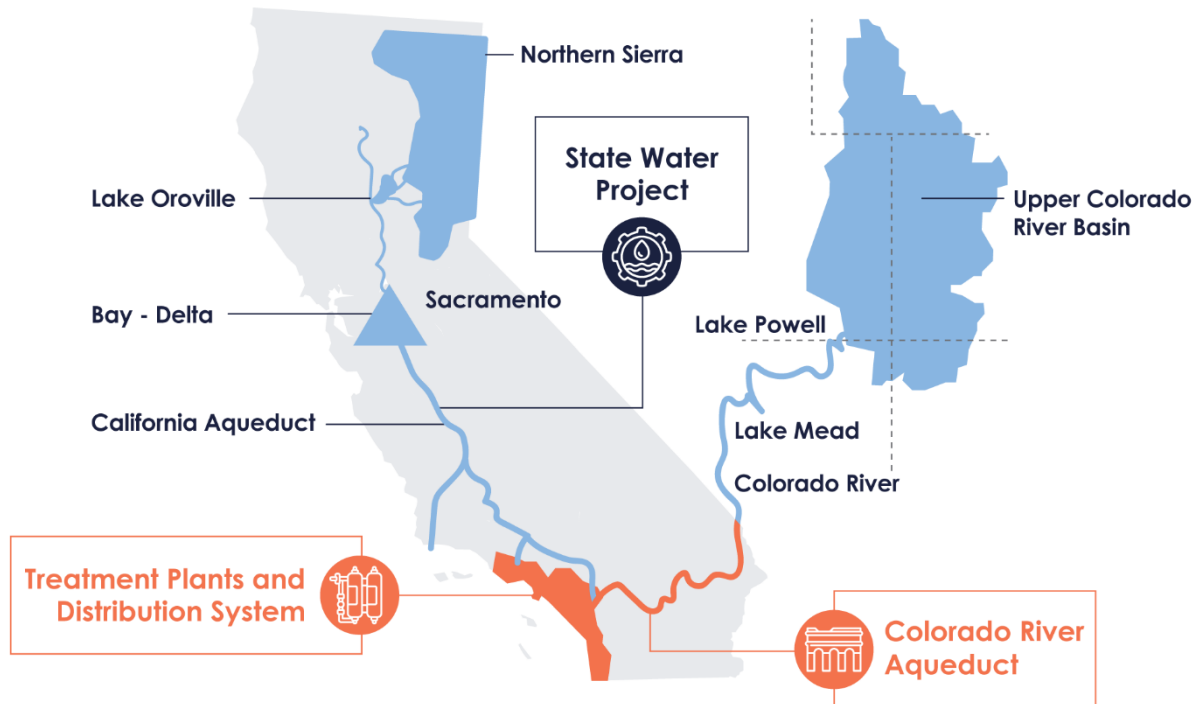 Northern Sierra
State Water
Project
Lake Oroville
Upper Colorado
River Basin
Bay - Delta
Sacramento
Lake Powell
California Aqueduct
Lake Mead
Colorado River
Treatment Plants and
Distribution System
Colorado River
Aqueduct